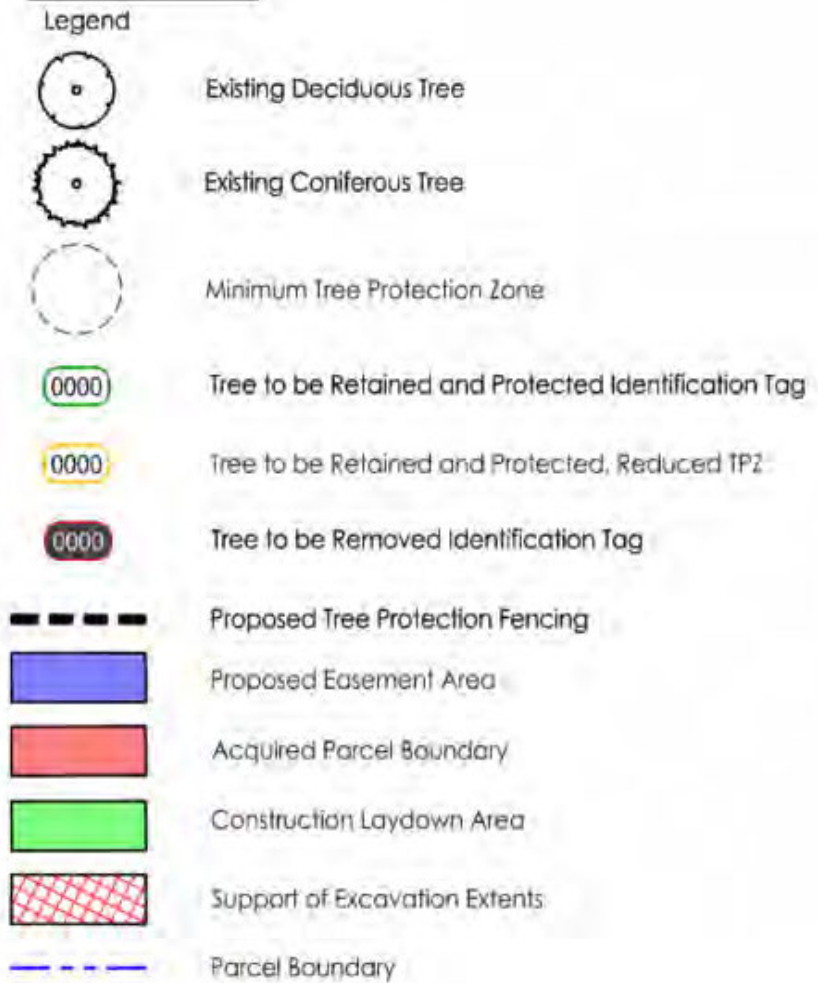 Legend
Existing Deciduous Tree
Existing Coniferous Tree
Minimum Tree Protection Zone
0000 Tree to be Retained and Protected Identification Tag
0000 Tree to be Retained and Protected, Reduced TPZ
0000 Tree to be Removed Identification Tag
Proposed Tree Protection Fencing
Proposed Easement Area
Acquired Parcel Boundary
Construction Laydown Area
Support of Excavation Extents
Parcel Boundary